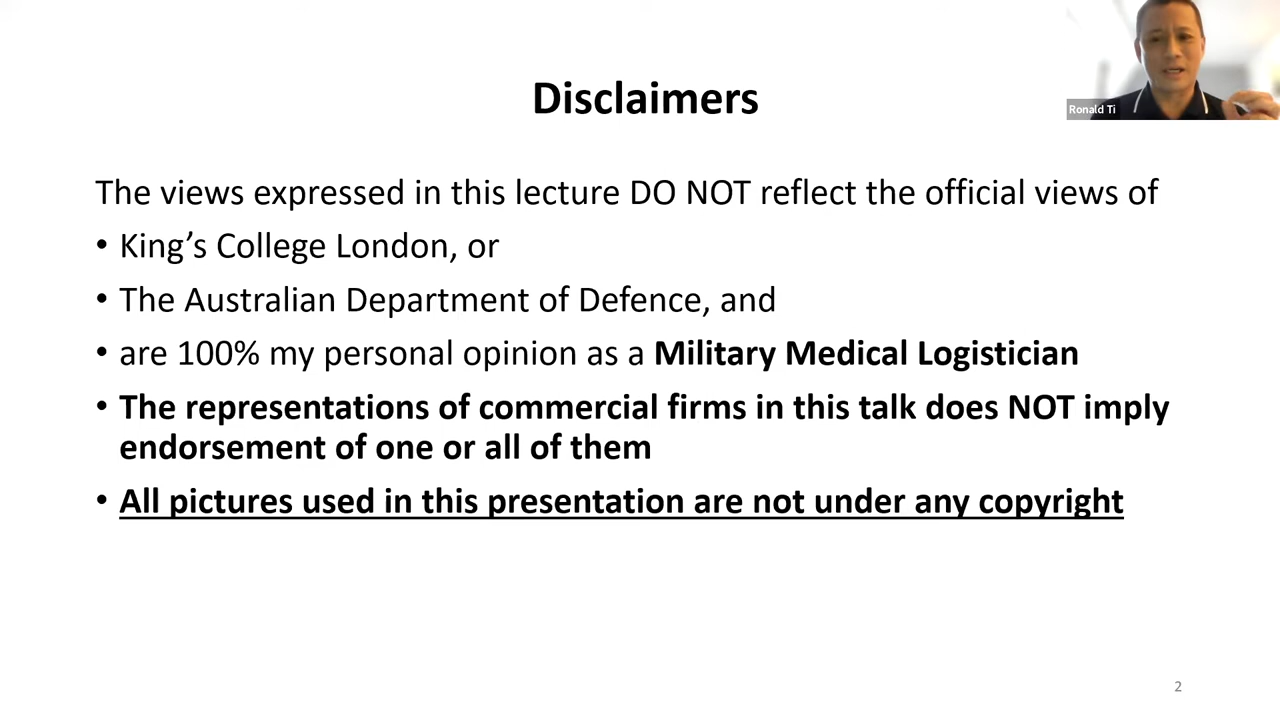 Ronald Ti
Disclaimers
The views expressed in this lecture DO NOT reflect the official views of
• King’s College London, or
• The Australian Department of Defence, and
• are 100% my personal opinion as a Military Medical Logistician
• The representations of commercial firms in this talk does NOT imply
endorsement of one or all of them
• All pictures used in this presentation are not under any copyright
2